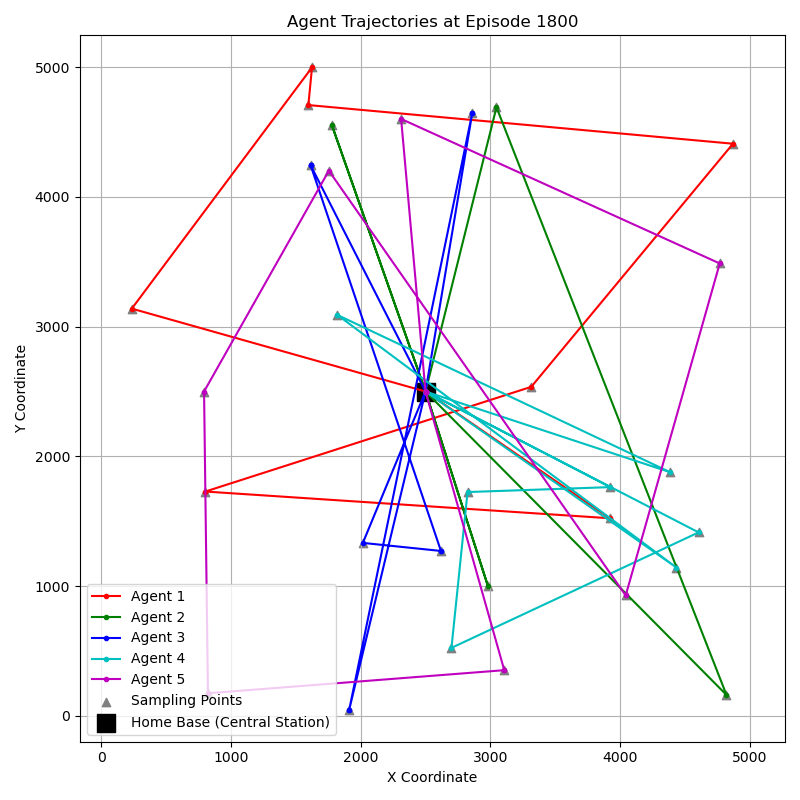 Agent Trajectories at Episode 1800
Y Coordinate
5000
4000
3000
2000
1000
0
Agent 1
Agent 2
Agent 3
Agent 4
Agent 5
Sampling Points
Home Base (Central Station)
0 1000 2000 3000 4000 5000
X Coordinate